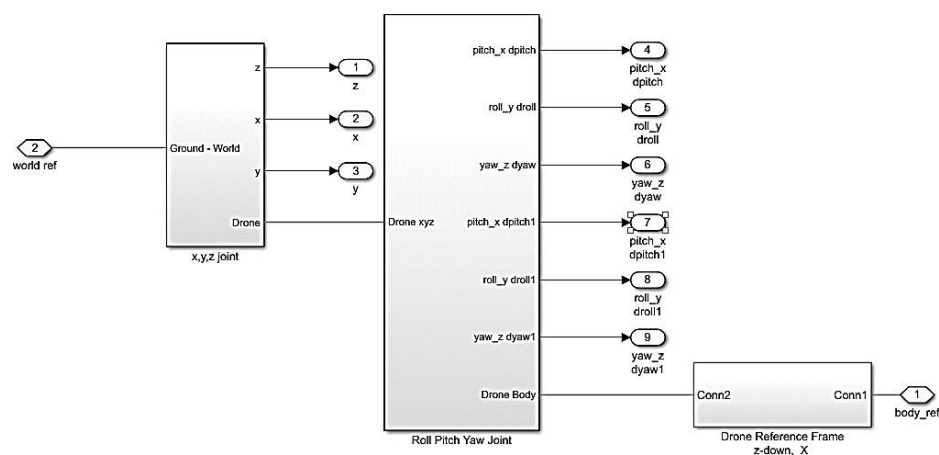 2
world ref
Ground - World
z
x
y
Drone
x,y,z joint
1
z
2
x
3
y
Drone xyz
pitch_x dpitch
roll_y droll
yaw_z dyaw
pitch_x dpitch1
roll_y droll1
yaw_z dyaw1
Drone Body
Roll Pitch Yaw Joint
4
pitch_x
dpitch
5
roll_y
droll
6
yaw_z
dyaw
7
pitch_x
dpitch1
8
roll_y
droll1
9
yaw_z
dyaw1
Conn2
Conn1
Drone Reference Frame
z-down, X
1
body_ref